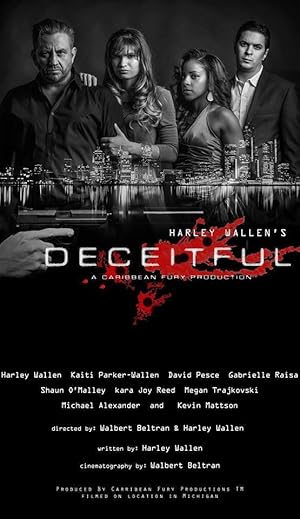 HARLEY WALLEN'S
DECEITFUL
A CARIBBEAN FURY PRODUCTION
Harley Wallen Kaiti Parker-Wallen David Pesce Gabrielle Raisa
Shaun O'Malley kara Joy Reed Megan Trajkovski
Michael Alexander and Kevin Mattson
directed by: Walbert Beltran & Harley Wallen
written by: Harley Wallen
cinematography by: Walbert Beltran
Produced By Carribean Fury Productions TM
filmed on location in Michigan